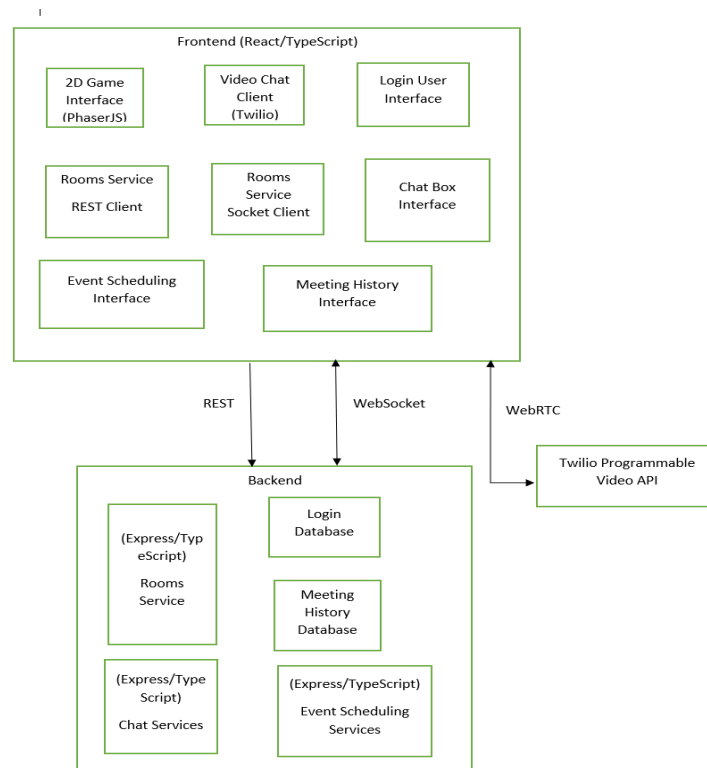 Frontend (React/TypeScript)
2D Game
Interface
(PhaserJS)
Video Chat
Client
(Twilio)
Login User
Interface
Rooms Service
REST Client
Rooms
Service
Socket Client
Chat Box
Interface
Event Scheduling
Interface
Meeting History
Interface
REST
WebSocket
WebRTC
Twilio Programmable
Video API
Backend
(Express/Typ
eScript)
Rooms
Service
Login
Database
Meeting
History
Database
(Express/Type
Script)
Chat Services
(Express/TypeScript)
Event Scheduling
Services